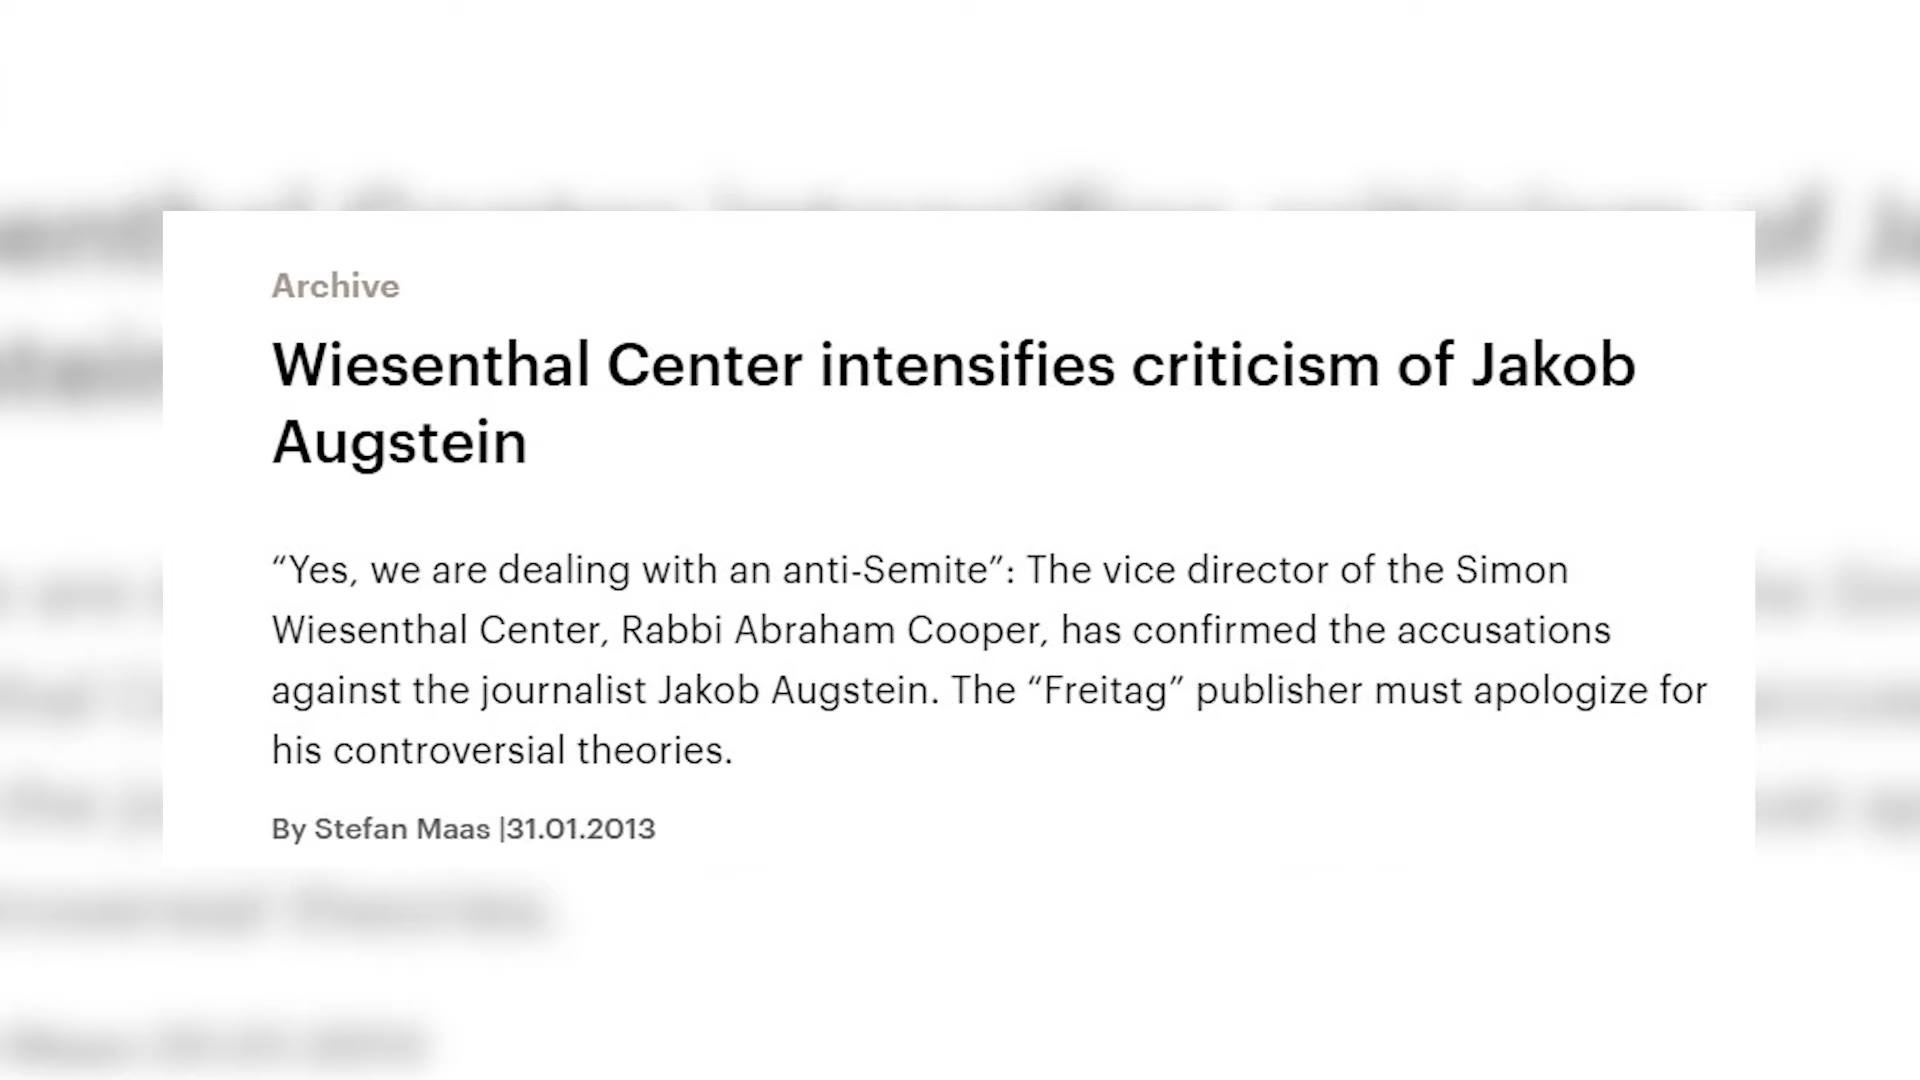 Archive
Wiesenthal Center intensifies criticism of Jakob
Augstein
“Yes, we are dealing with an anti-Semite”: The vice director of the Simon
Wiesenthal Center, Rabbi Abraham Cooper, has confirmed the accusations
against the journalist Jakob Augstein. The “Freitag” publisher must apologize for
his controversial theories.
By Stefan Maas |31.01.2013